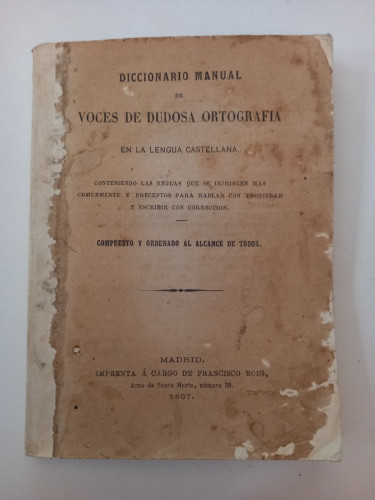 DICCIONARIO MANUAL
DE
VOCES DE DUDOSA ORTOGRAFIA
EN LA LENGUA CASTELLANA.
CONTENIENDO LAS REGLAS QUE SE INFRINGEN MAS
COMUNMENTE Y PRECEPTOS PARA HABLAR CON PROPIEDAD
Y ESCRIBIR CON CORRECCION.
COMPUESTO Y ORDENADO AL ALCANCE DE TODOS.
MADRID.
IMPRENTA Á CARGO DE FRANCISCO ROIG,
Arco de Santa María, número 39.
1867.